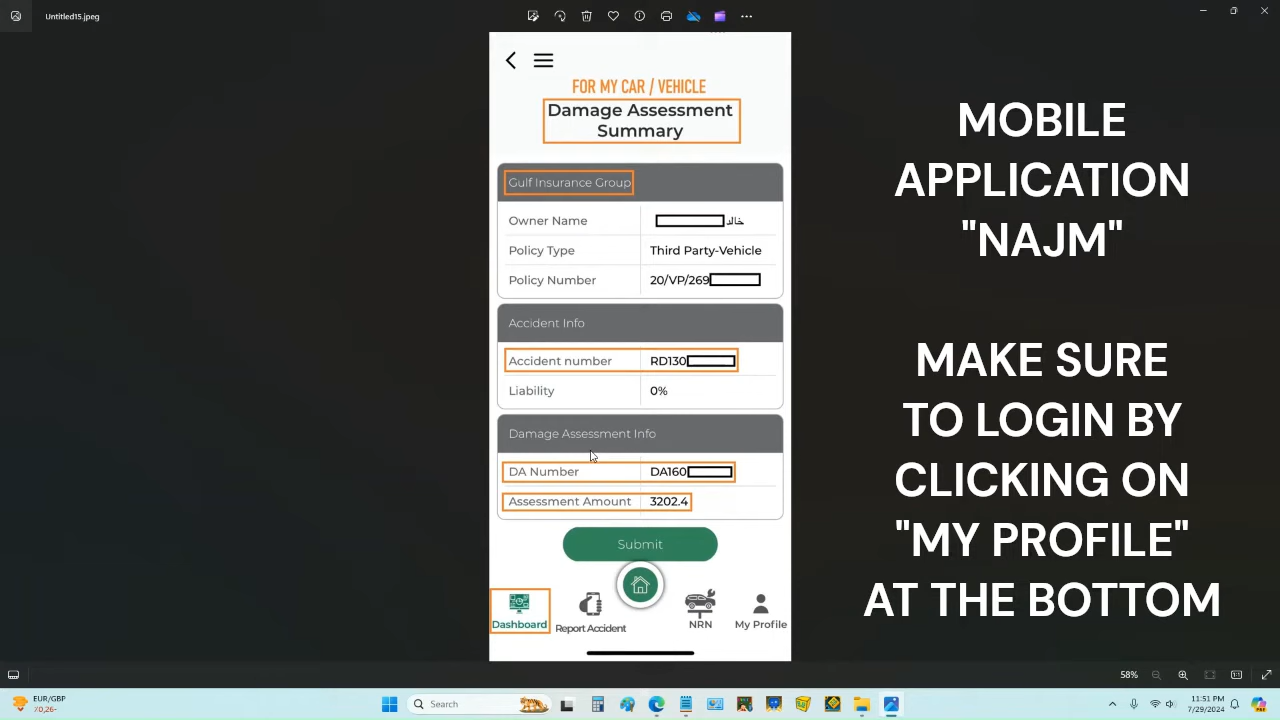 Untitled15.jpeg
FOR MY CAR / VEHICLE
Damage Assessment
Summary
Gulf Insurance Group
Owner Name خالد
Policy Type Third Party-Vehicle
Policy Number 20/VP/269
Accident Info
Accident number RD130
Liability 0%
Damage Assessment Info
DA Number DA160
Assessment Amount 3202.4
Submit
Dashboard
Report Accident
NRN
My Profile
MOBILE
APPLICATION
"NAJM"
MAKE SURE
TO LOGIN BY
CLICKING ON
"MY PROFILE"
AT THE BOTTOM
58%
EUR/GBP
-0,26%
Search
11:51 PM
7/29/2024